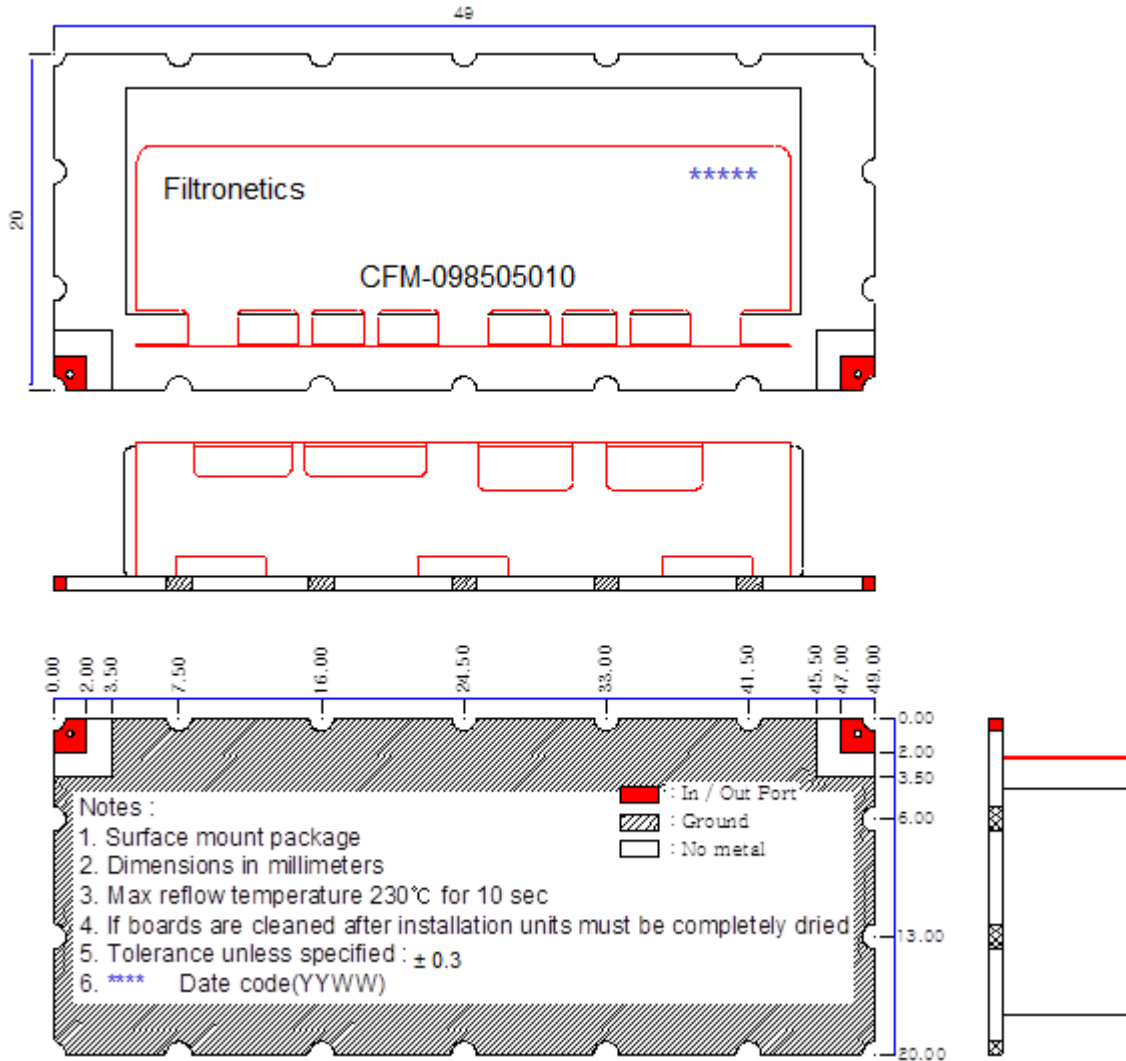 49
20
Filtronetics
*****
CFM-098505010
0.00
2.00
3.50
7.50
16.00
24.50
33.00
41.50
45.50
47.00
49.00
0.00
2.00
3.50
6.00
13.00
20.00
: In / Out Port
: Ground
: No metal
Notes :
1. Surface mount package
2. Dimensions in millimeters
3. Max reflow temperature 230℃ for 10 sec
4. If boards are cleaned after installation units must be completely dried
5. Tolerance unless specified : ± 0.3
6. **** Date code(YYWW)